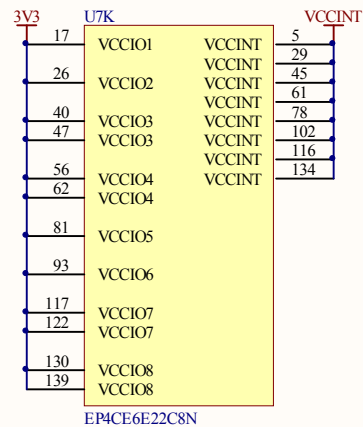 3V3 U7K VCCINT
17 VCCIO1 VCCINT 5
VCCINT 29
26 VCCIO2 VCCINT 45
VCCINT 61
40 VCCIO3 VCCINT 78
47 VCCIO3 VCCINT 102
VCCINT 116
56 VCCIO4 VCCINT 134
62 VCCIO4
81 VCCIO5
93 VCCIO6
117 VCCIO7
122 VCCIO7
130 VCCIO8
139 VCCIO8
EP4CE6E22C8N